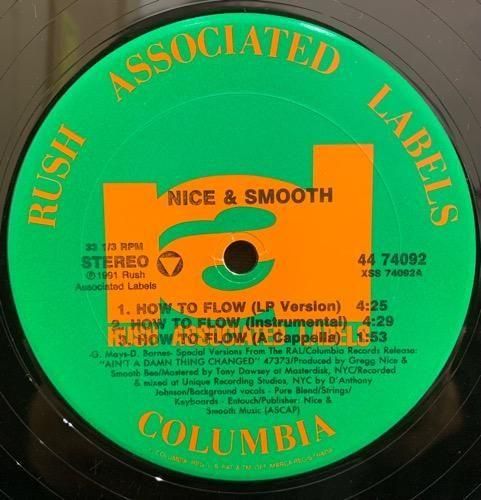 RUSH ASSOCIATED LABELS
NICE & SMOOTH
33 1/3 RPM
STEREO
℗1991 Rush
Associated Labels
44 74092
XSS 74092A
1. HOW TO FLOW (LP Version) 4:25
2. HOW TO FLOW (Instrumental) 4:29
3. HOW TO FLOW (A Cappella) 1:53
-G. Mays-D. Barnes- Special Versions From The RAL/Columbia Records Release:
"AIN'T A DAMN THING CHANGED" 47373/Produced by Gregg Nice &
Smooth Bee/Mastered by Tony Dawsey at Masterdisk, NYC/Recorded
& mixed at Unique Recording Studios, NYC by D'Anthony
Johnson/Background vocals - Pure Blend/Strings/
Keyboards - Entouch/Publisher: Nice &
Smooth Music (ASCAP)
COLUMBIA